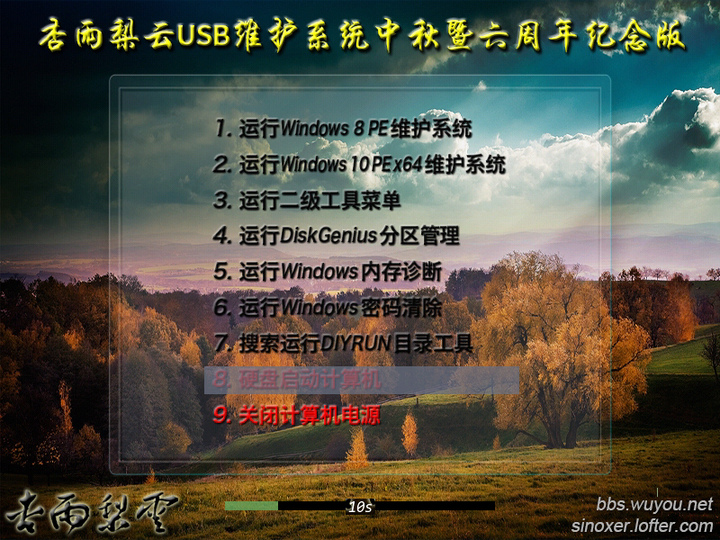 杏雨梨云USB维护系统中秋暨六周年纪念版
1. 运行Windows 8 PE维护系统
2. 运行Windows 10 PE x64维护系统
3. 运行二级工具菜单
4. 运行DiskGenius分区管理
5. 运行Windows内存诊断
6. 运行Windows密码清除
7. 搜索运行DIYRUN目录工具
8. 硬盘启动计算机
9. 关闭计算机电源
杏雨梨雲
10s
bbs.wuyou.net
sinoxer.lofter.com